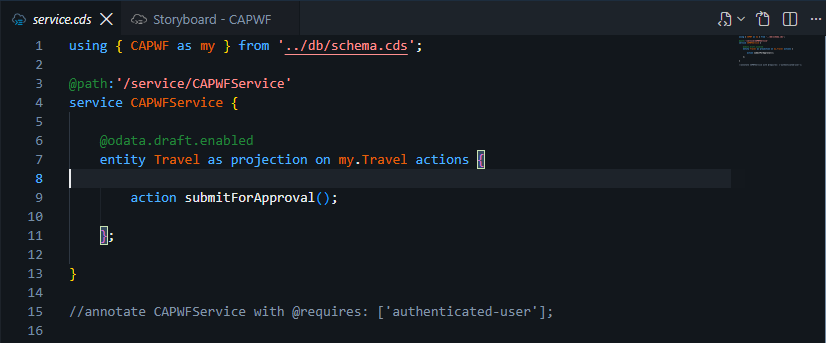 service.cds Storyboard - CAPWF
1 using { CAPWF as my } from '../db/schema.cds';
2
3 @path:'/service/CAPWFService'
4 service CAPWFService {
5
6 @odata.draft.enabled
7 entity Travel as projection on my.Travel actions {
8
9 action submitForApproval();
10
11 };
12
13 }
14
15 //annotate CAPWFService with @requires: ['authenticated-user'];
16